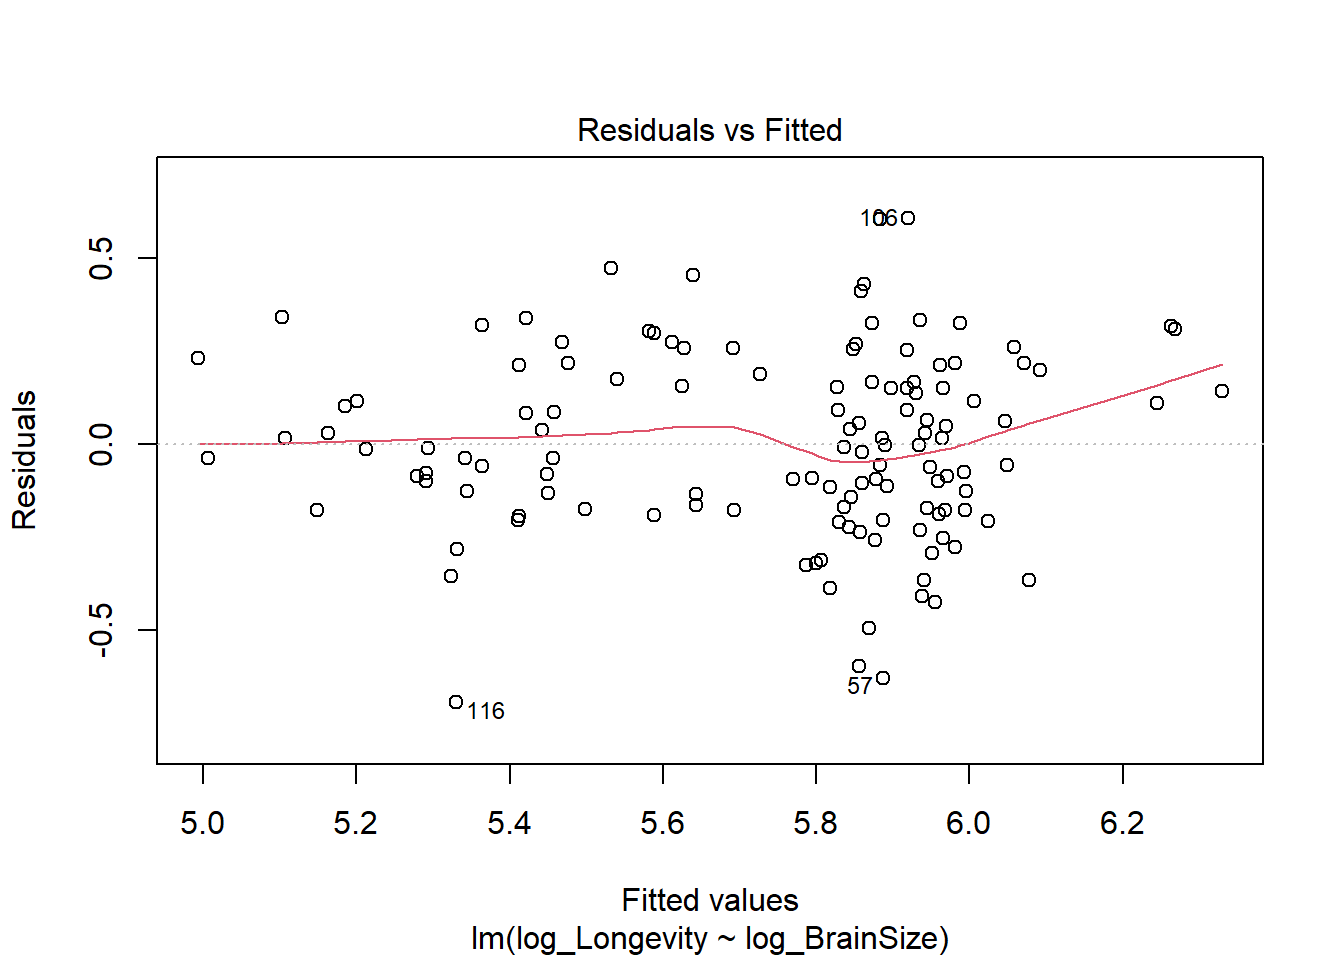 Residuals vs Fitted
Residuals
0.5
0.0
-0.5
106
57
116
5.0 5.2 5.4 5.6 5.8 6.0 6.2
Fitted values
lm(log_Longevity ~ log_BrainSize)